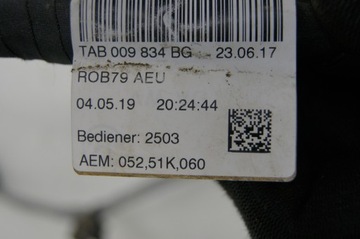 TAB 009 834 BG - 23.06.17
ROB79 AEU
04.05.19 20:24:44
Bediener: 2503
AEM: 052,51K,060